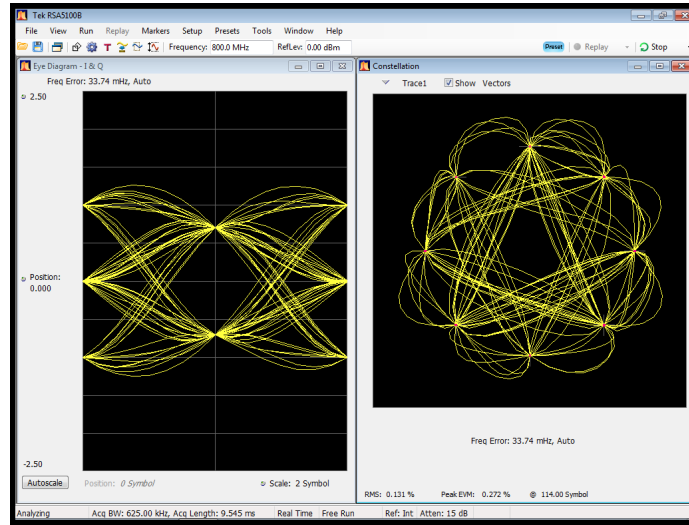 Tek RSA5100B
File View Run Replay Markers Setup Presets Tools Window Help
T Frequency: 800.0 MHz RefLev: 0.00 dBm Preset Replay Stop
Eye Diagram - I & Q
Freq Error: 33.74 mHz, Auto
2.50
Position:
0.000
-2.50
Autoscale Position: 0 Symbol Scale: 2 Symbol
Constellation
Trace1 Show Vectors
Freq Error: 33.74 mHz, Auto
RMS: 0.131 % Peak EVM: 0.272 % @ 114.00 Symbol
Analyzing Acq BW: 625.00 kHz, Acq Length: 9.545 ms Real Time Free Run Ref: Int Atten: 15 dB